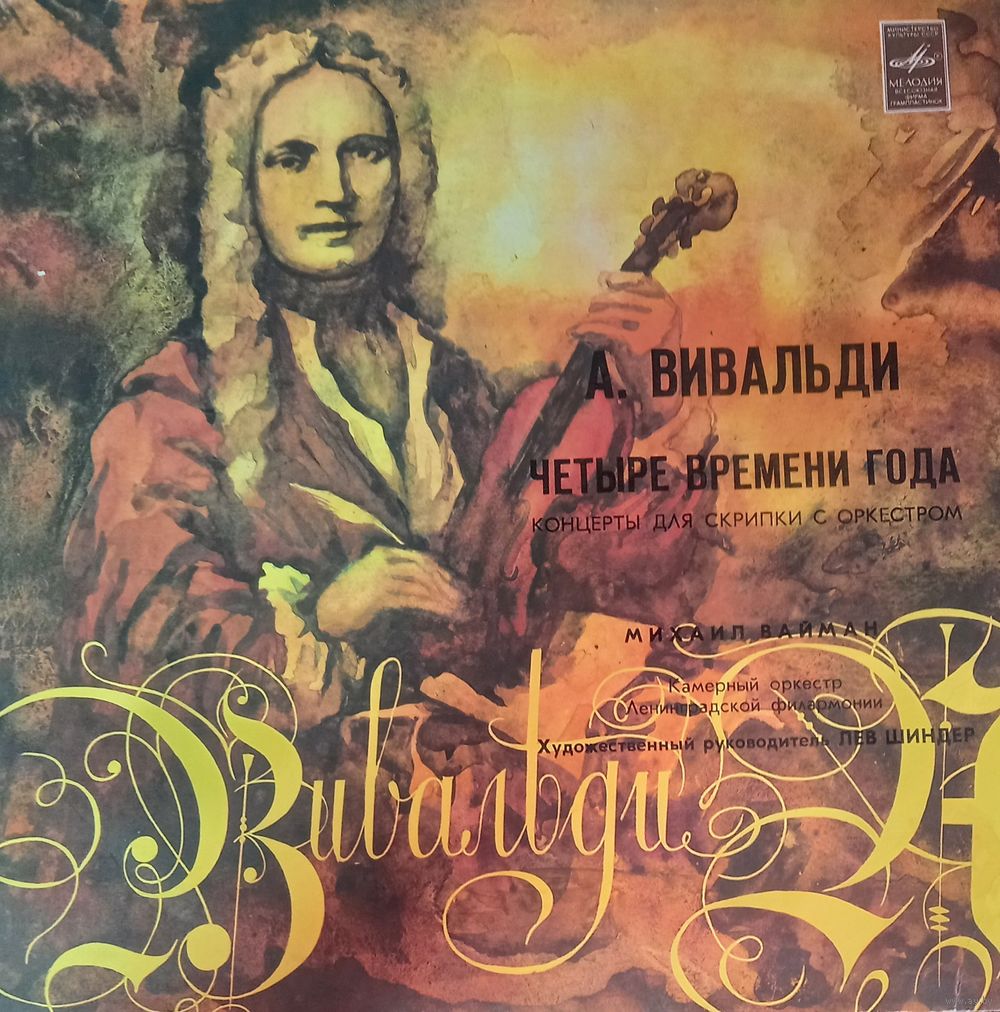 МИНИСТЕРСТВО
КУЛЬТУРЫ СССР
МЕЛОДИЯ
ВСЕСОЮЗНАЯ
ФИРМА
ГРАМПЛАСТИНОК
А. ВИВАЛЬДИ
ЧЕТЫРЕ ВРЕМЕНИ ГОДА
КОНЦЕРТЫ ДЛЯ СКРИПКИ С ОРКЕСТРОМ
МИХАИЛ ВАЙМАН
Камерный оркестр
Ленинградской филармонии
Художественный руководитель ЛЕВ ШИНДЕР
Вивальди